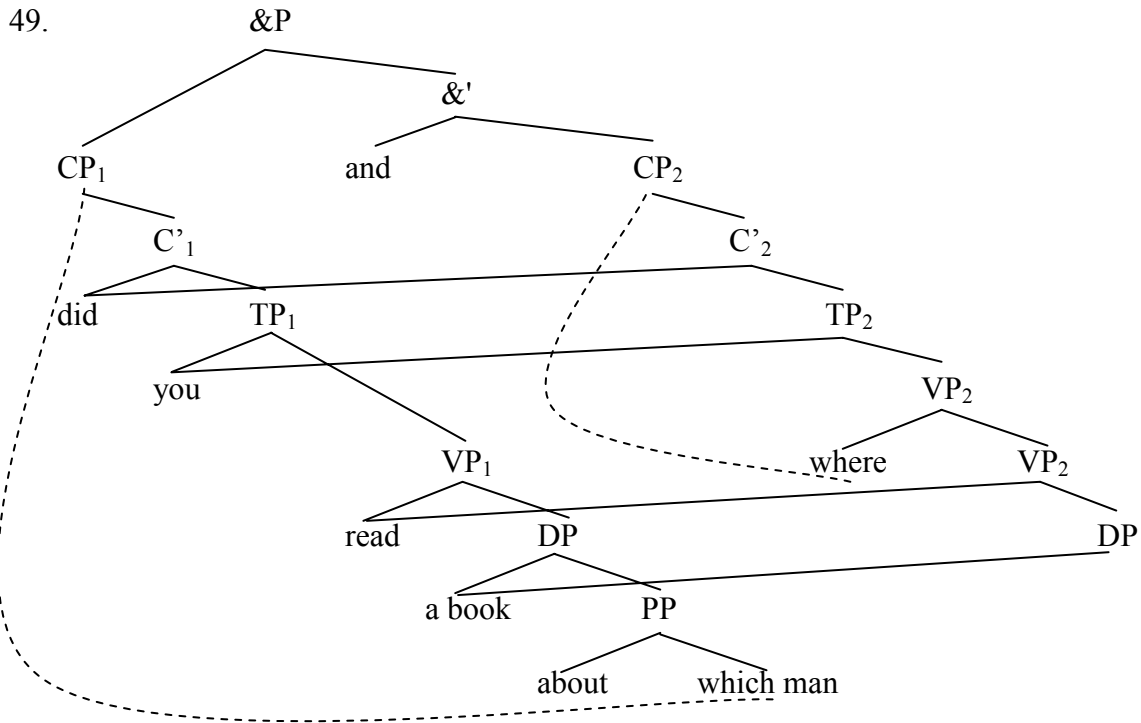 49. &P
&'
CP₁ and CP₂
C’₁ C’₂
did TP₁ TP₂
you VP₂
VP₁ where VP₂
read DP DP
a book PP
about which man